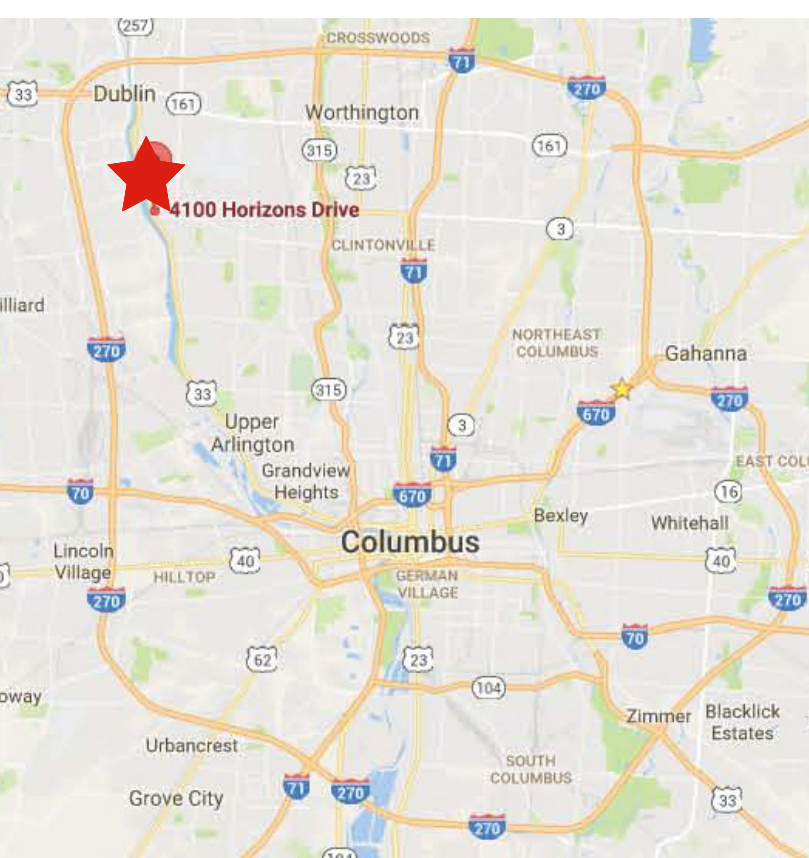 257
CROSSWOODS
71
33
Dublin
161
270
Worthington
315
161
23
4100 Horizons Drive
3
CLINTONVILLE
71
illiard
270
23
NORTHEAST
COLUMBUS
Gahanna
33
315
670
270
Upper
Arlington
3
71
EAST COL
Grandview
Heights
70
670
16
Bexley
Whitehall
Columbus
Lincoln
Village
40
40
HILLTOP
GERMAN
VILLAGE
270
270
70
62
23
104
oway
Zimmer
Blacklick
Estates
Urbancrest
SOUTH
COLUMBUS
71
270
Grove City
33
270
104